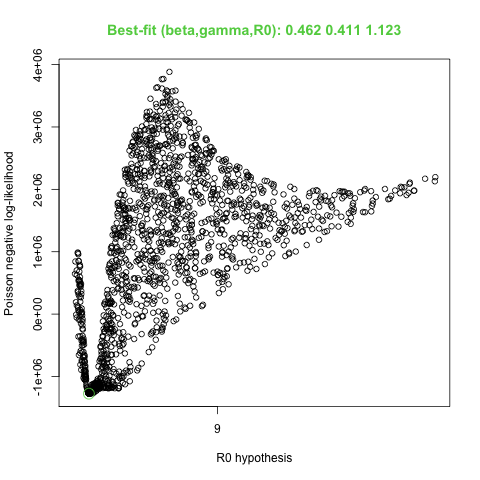 Best-fit (beta,gamma,R0): 0.462 0.411 1.123
Poisson negative log-likelihood
4e+06
3e+06
2e+06
1e+06
0e+00
-1e+06
9
R0 hypothesis